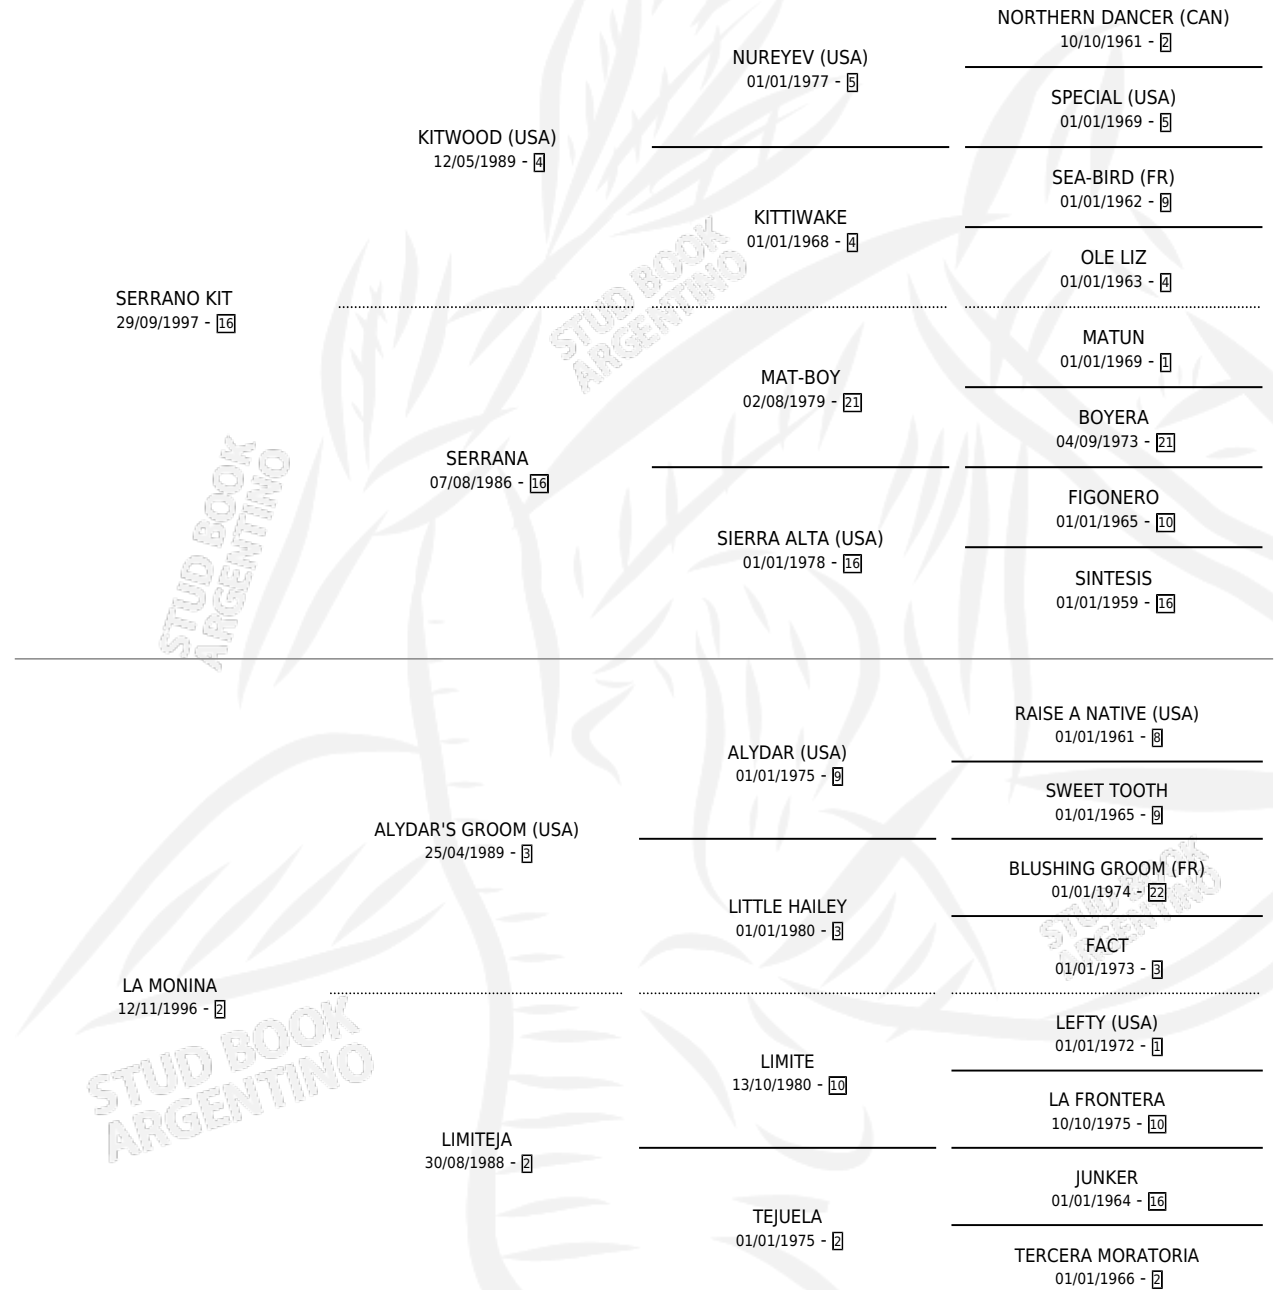 NORTHERN DANCER (CAN)
10/10/1961 - 2
NUREYEV (USA)
01/01/1977 - 5
SPECIAL (USA)
01/01/1969 - 5
KITWOOD (USA)
12/05/1989 - 4
SEA-BIRD (FR)
01/01/1962 - 9
KITTIWAKE
01/01/1968 - 4
OLE LIZ
01/01/1963 - 4
SERRANO KIT
29/09/1997 - 16
STUD BOOK
ARGENTINO
MATUN
01/01/1969 - 1
MAT-BOY
02/08/1979 - 21
BOYERA
04/09/1973 - 21
SERRANA
07/08/1986 - 16
FIGONERO
01/01/1965 - 10
SIERRA ALTA (USA)
01/01/1978 - 16
SINTESIS
01/01/1959 - 16
STUD BOOK
ARGENTINO
RAISE A NATIVE (USA)
01/01/1961 - 8
ALYDAR (USA)
01/01/1975 - 9
SWEET TOOTH
01/01/1965 - 9
ALYDAR'S GROOM (USA)
25/04/1989 - 3
BLUSHING GROOM (FR)
01/01/1974 - 22
LITTLE HAILEY
01/01/1980 - 3
STUD BOOK
ARGENTINO
FACT
01/01/1973 - 3
LA MONINA
12/11/1996 - 2
LEFTY (USA)
01/01/1972 - 1
LIMITE
13/10/1980 - 10
LA FRONTERA
10/10/1975 - 10
STUD BOOK
ARGENTINO
LIMITEJA
30/08/1988 - 2
JUNKER
01/01/1964 - 16
TEJUELA
01/01/1975 - 2
TERCERA MORATORIA
01/01/1966 - 2